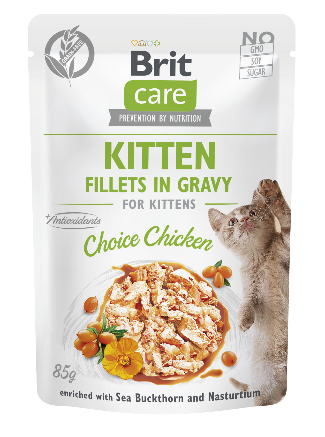 NO
GMO
SOY
SUGAR
GRAIN-FREE
Brit
care
PREVENTION BY NUTRITION
KITTEN
FILLETS IN GRAVY
FOR KITTENS
+Antioxidants
Choice Chicken
85g
enriched with Sea Buckthorn and Nasturtium